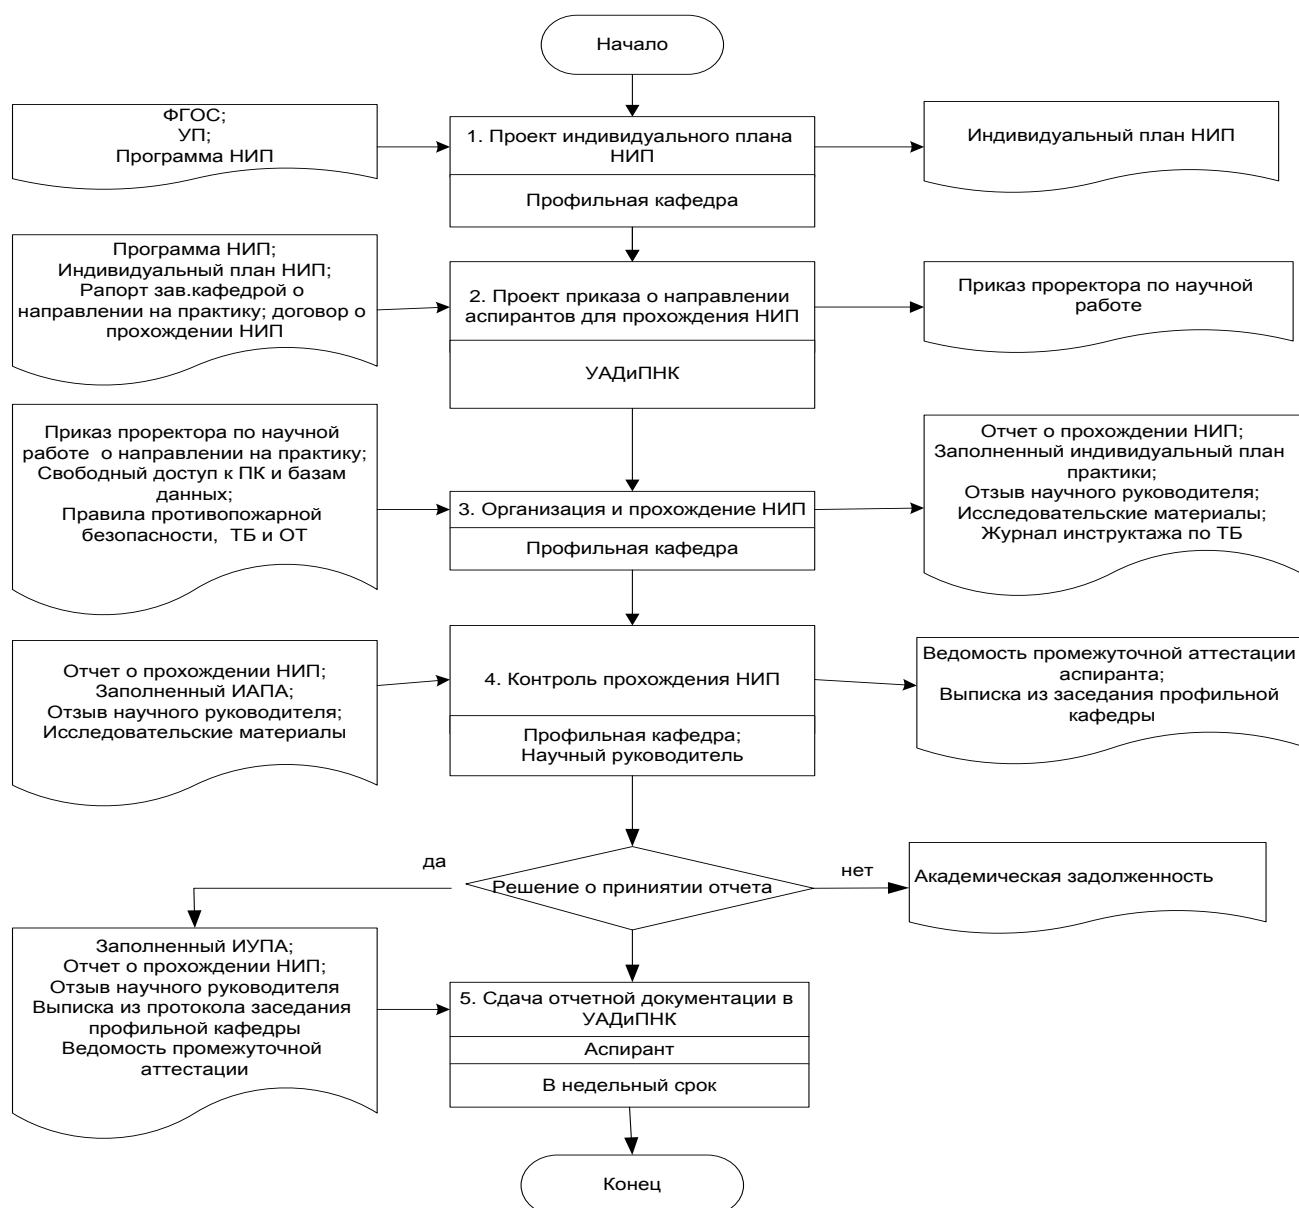 Начало
ФГОС;
УП;
Программа НИП
1. Проект индивидуального плана
НИП
Профильная кафедра
Индивидуальный план НИП
Программа НИП;
Индивидуальный план НИП;
Рапорт зав.кафедрой о
направлении на практику; договор о
прохождении НИП
2. Проект приказа о направлении
аспирантов для прохождения НИП
УАДиПНК
Приказ проректора по научной
работе
Приказ проректора по научной
работе о направлении на практику;
Свободный доступ к ПК и базам
данных;
Правила противопожарной
безопасности, ТБ и ОТ
3. Организация и прохождение НИП
Профильная кафедра
Отчет о прохождении НИП;
Заполненный индивидуальный план
практики;
Отзыв научного руководителя;
Исследовательские материалы;
Журнал инструктажа по ТБ
Отчет о прохождении НИП;
Заполненный ИАПА;
Отзыв научного руководителя;
Исследовательские материалы
4. Контроль прохождения НИП
Профильная кафедра;
Научный руководитель
Ведомость промежуточной аттестации
аспиранта;
Выписка из заседания профильной
кафедры
да
Решение о приниятии отчета
нет
Академическая задолженность
Заполненный ИУПА;
Отчет о прохождении НИП;
Отзыв научного руководителя
Выписка из протокола заседания
профильной кафедры
Ведомость промежуточной
аттестации
5. Сдача отчетной документации в
УАДиПНК
Аспирант
В недельный срок
Конец